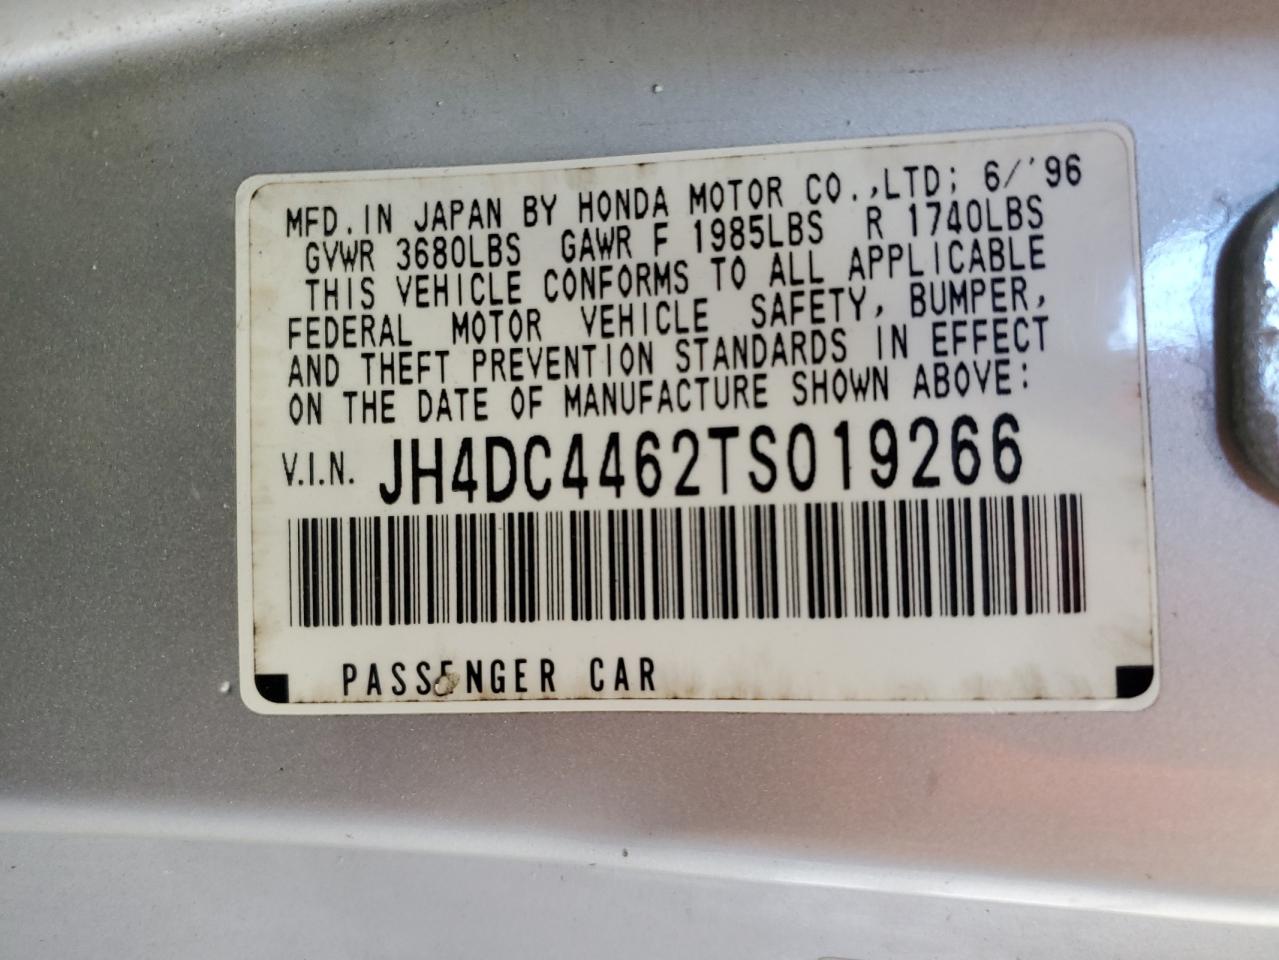 MFD. IN JAPAN BY HONDA MOTOR CO.,LTD; 6/'96
GVWR 3680LBS GAWR F 1985LBS R 1740LBS
THIS VEHICLE CONFORMS TO ALL APPLICABLE
FEDERAL MOTOR VEHICLE SAFETY, BUMPER,
AND THEFT PREVENTION STANDARDS IN EFFECT
ON THE DATE OF MANUFACTURE SHOWN ABOVE:
V.I.N. JH4DC4462TS019266
PASSENGER CAR